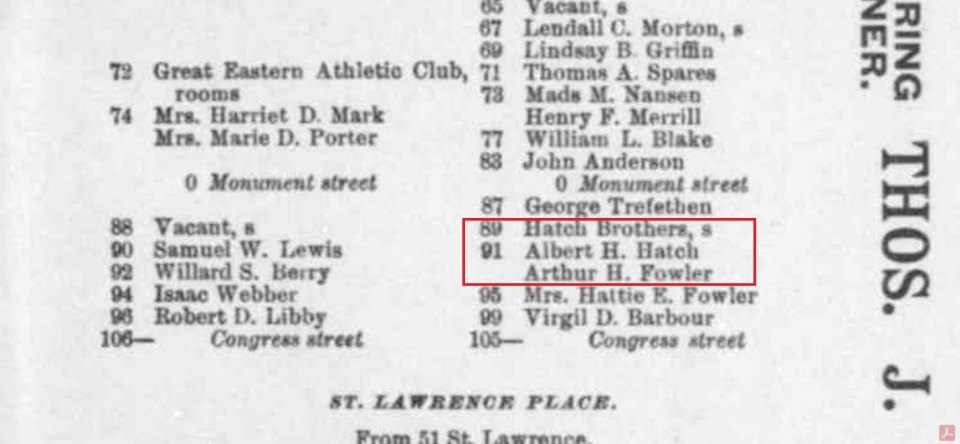 72 Great Eastern Athletic Club,
rooms
74 Mrs. Harriet D. Mark
Mrs. Marie D. Porter
0 Monument street
88 Vacant, s
90 Samuel W. Lewis
92 Willard S. Berry
94 Isaac Webber
96 Robert D. Libby
106— Congress street
65 Vacant, s
67 Lendall C. Morton, s
69 Lindsay B. Griffin
71 Thomas A. Spares
73 Mads M. Nansen
Henry F. Merrill
77 William L. Blake
83 John Anderson
0 Monument street
87 George Trefethen
89 Hatch Brothers, s
91 Albert H. Hatch
Arthur H. Fowler
95 Mrs. Hattie E. Fowler
99 Virgil D. Barbour
105— Congress street
ST. LAWRENCE PLACE.
From 51 St. Lawrence.
RING
NER.
THOS. J.